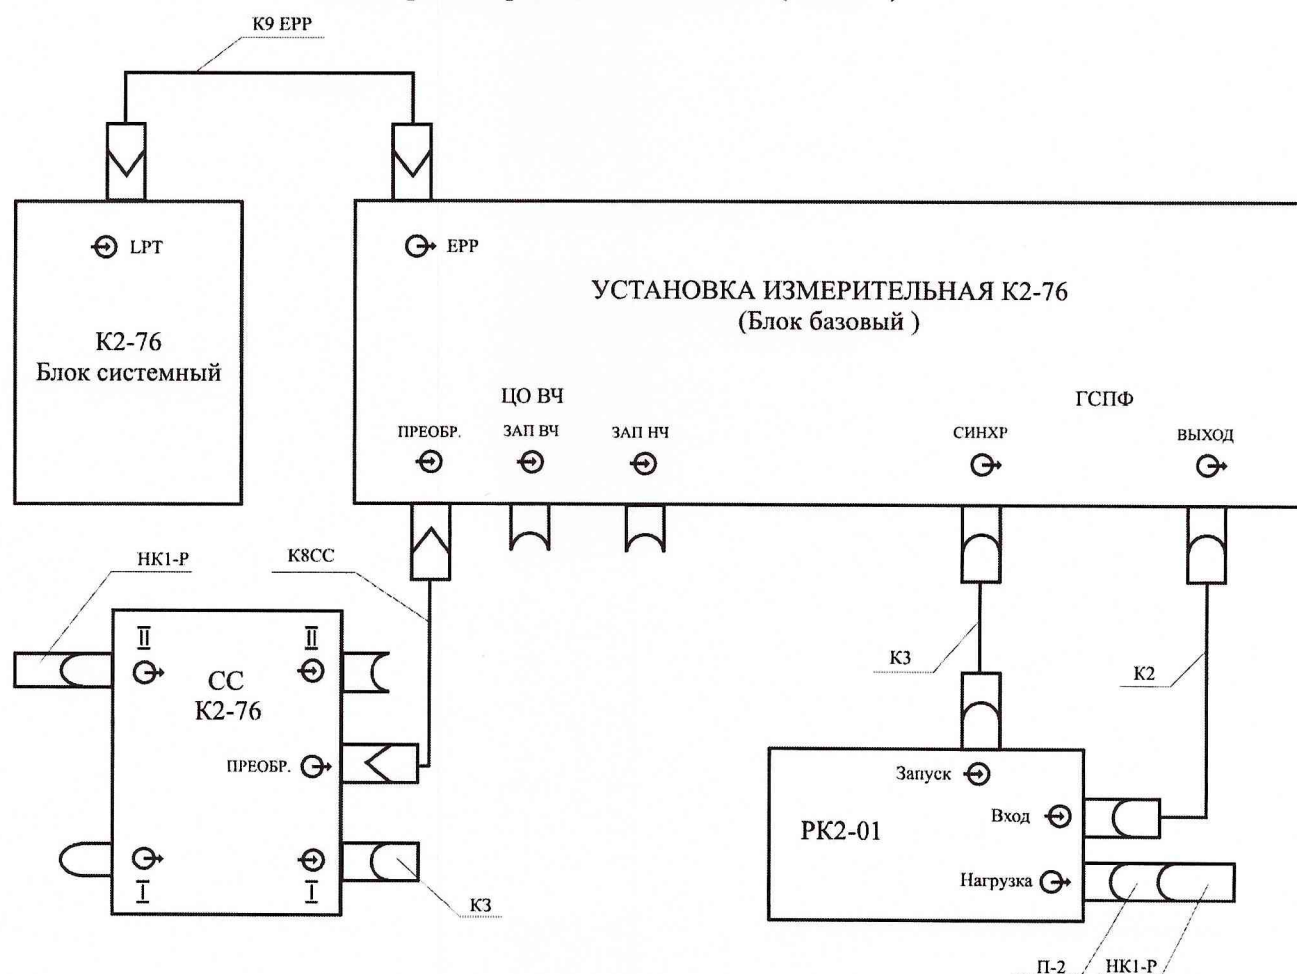 К9 ЕРР
LPT
ЕРР
УСТАНОВКА ИЗМЕРИТЕЛЬНАЯ К2-76
(Блок базовый )
К2-76
Блок системный
ЦО ВЧ
ГСПФ
ПРЕОБР.
ЗАП ВЧ
ЗАП НЧ
СИНХР
ВЫХОД
НК1-Р
К8СС
II
II
СС
К2-76
К3
К2
ПРЕОБР.
Запуск
РК2-01
Вход
Нагрузка
I
I
К3
П-2
НК1-Р